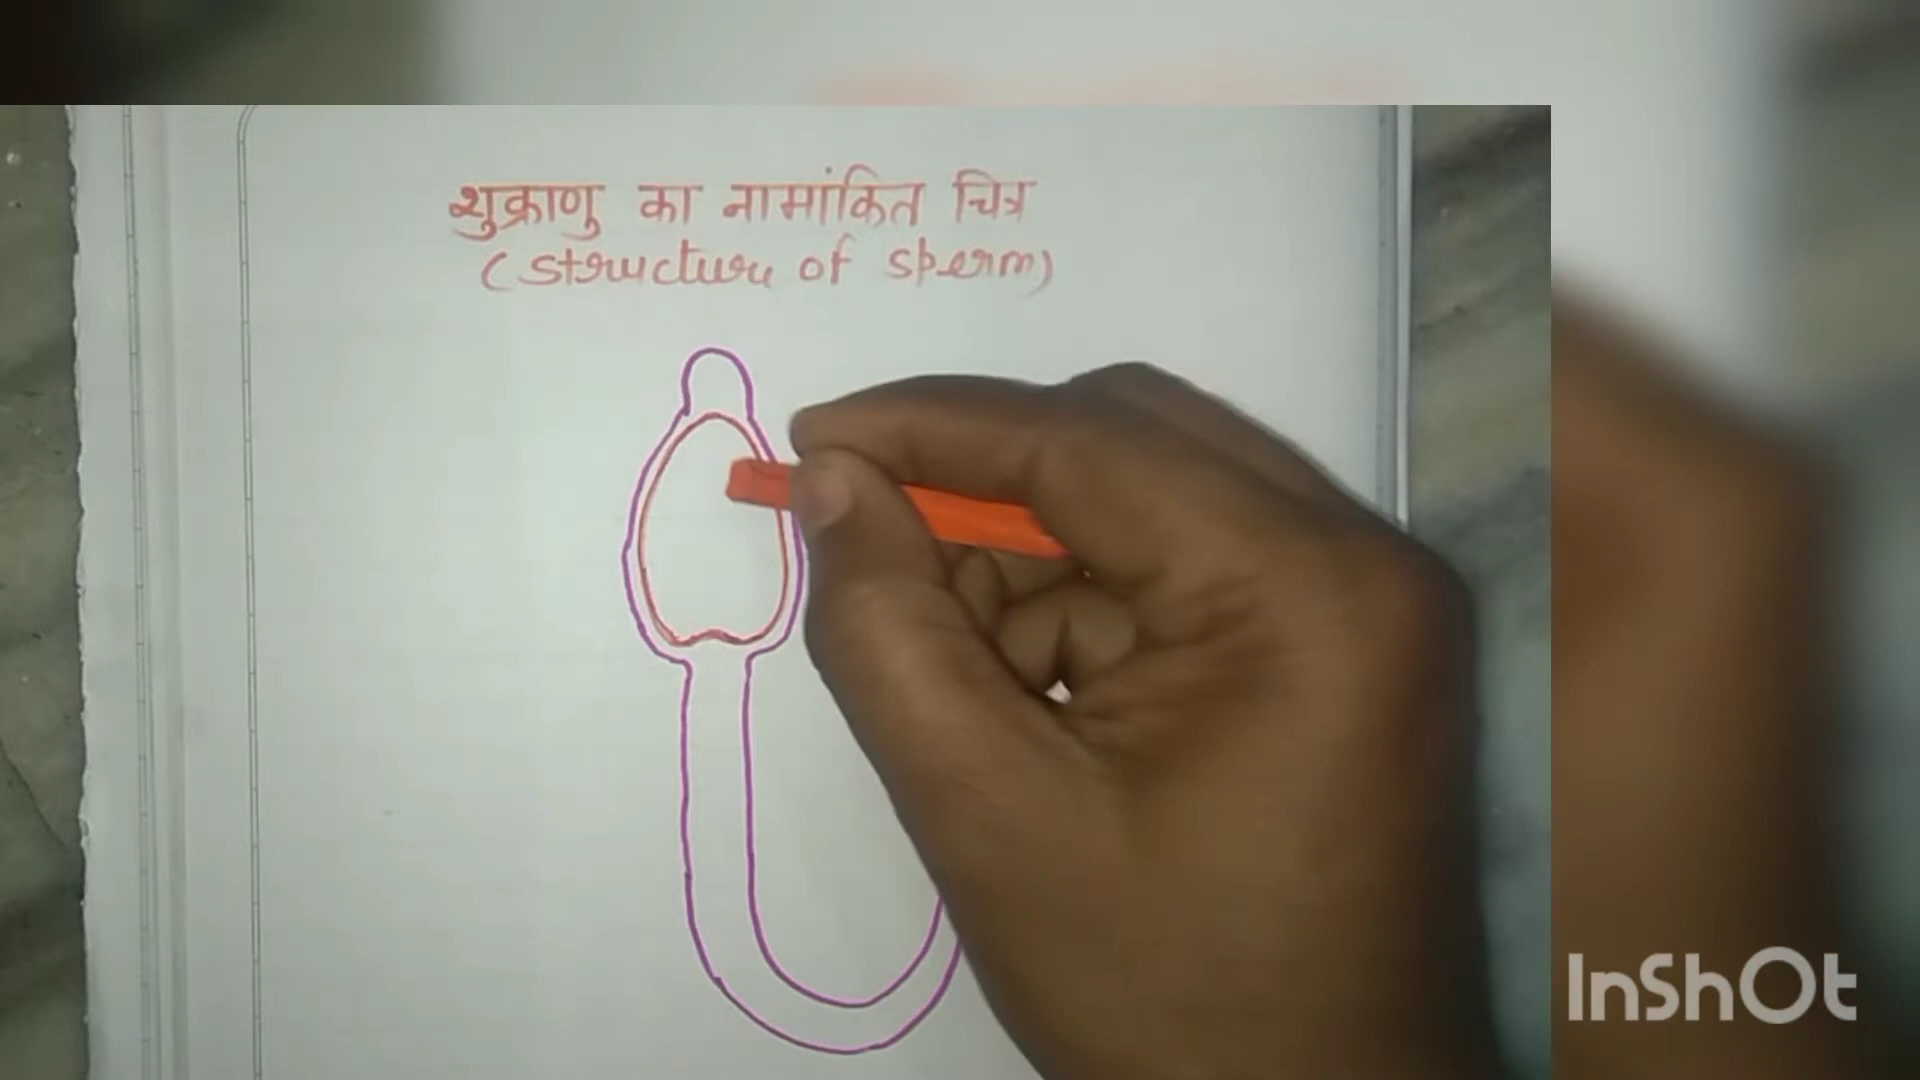 शुक्राणु का नामांकित चित्र
(structure of sperm)
InShOt